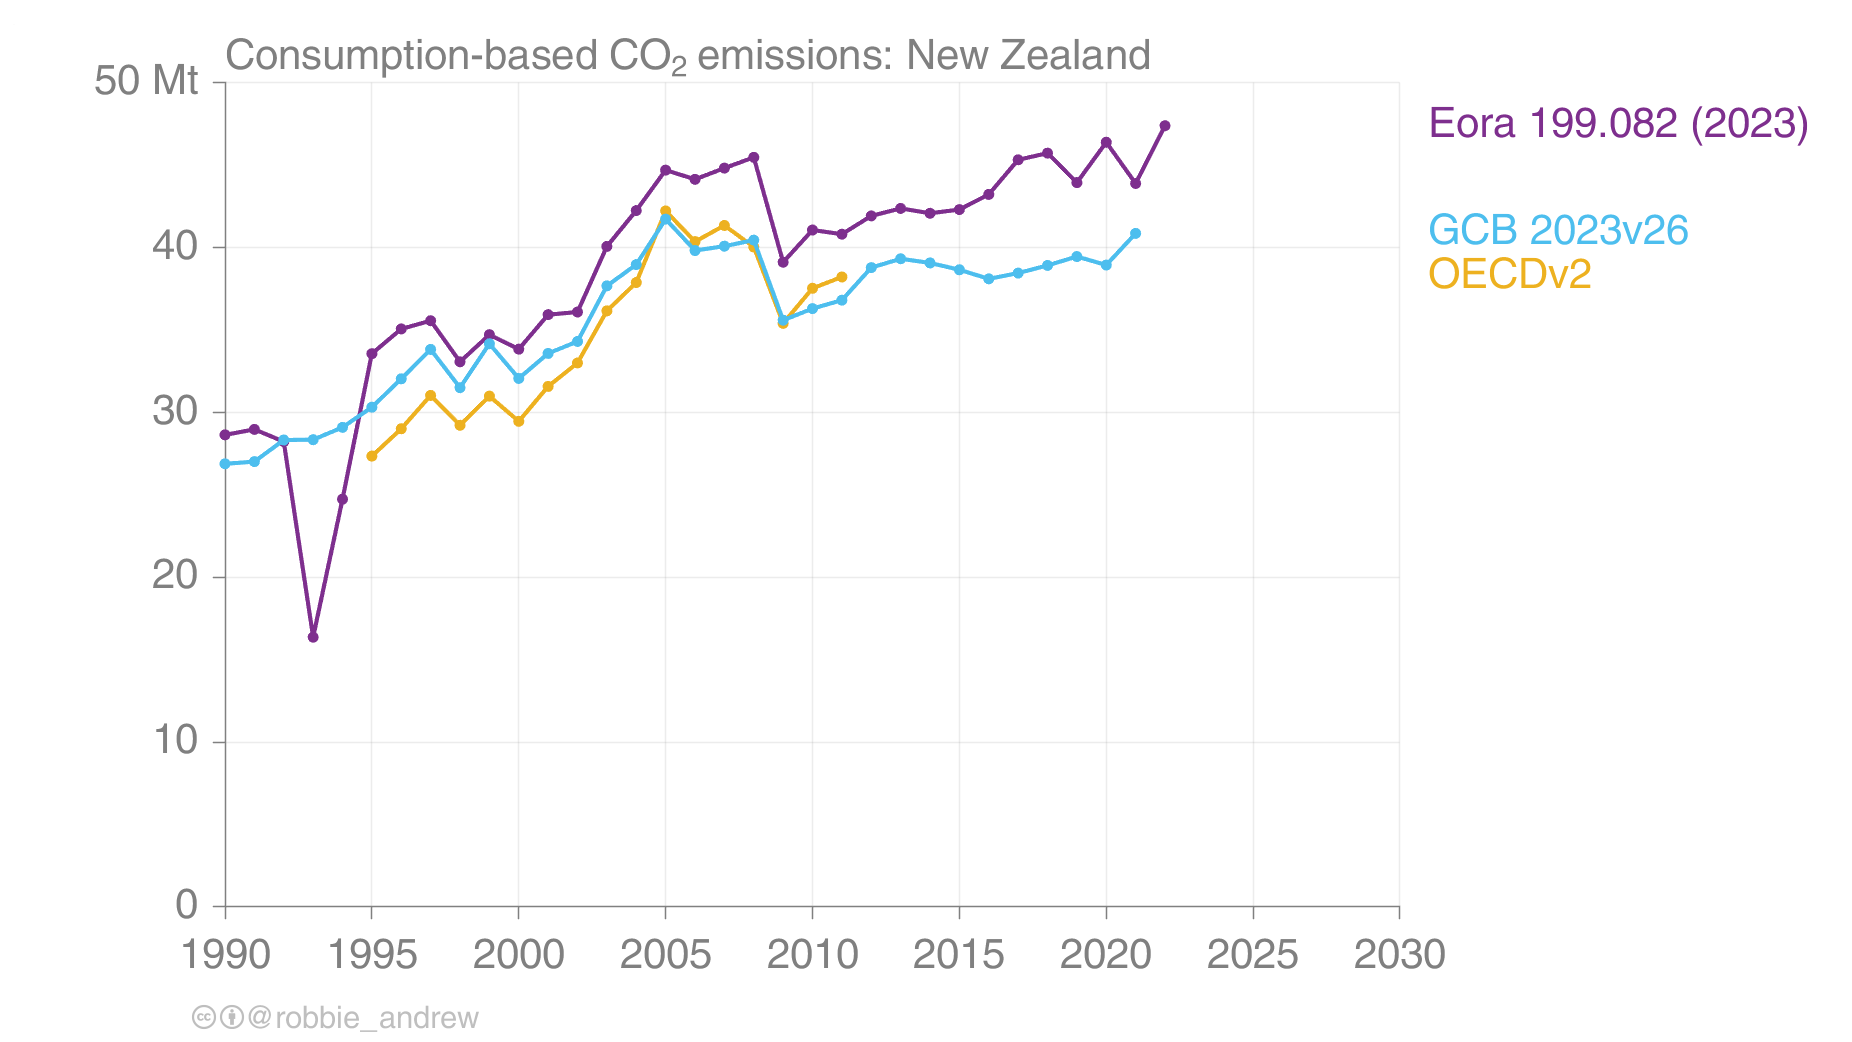 Consumption-based CO₂ emissions: New Zealand
50 Mt
40
30
20
10
0
1990 1995 2000 2005 2010 2015 2020 2025 2030
Eora 199.082 (2023)
GCB 2023v26
OECDv2
@robbie_andrew